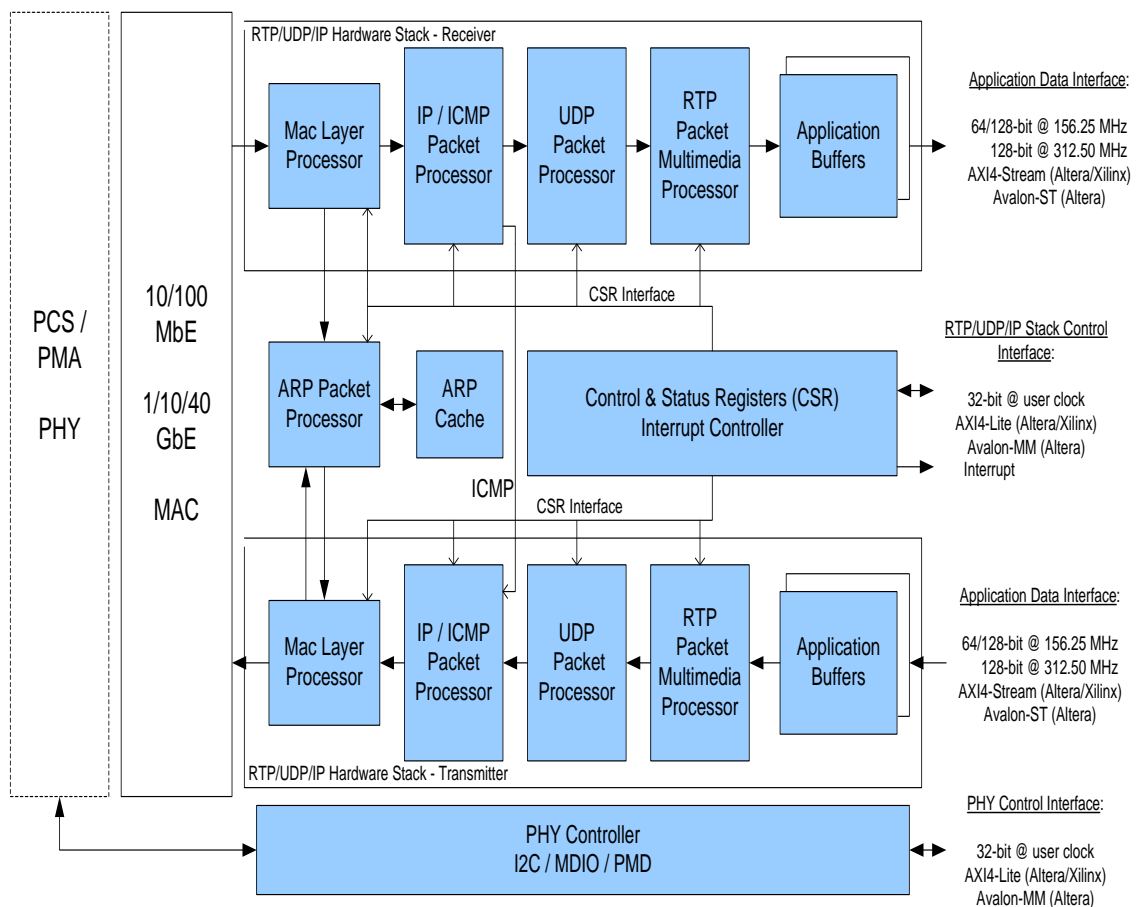 RTP/UDP/IP Hardware Stack - Receiver
Mac Layer
Processor
IP / ICMP
Packet
Processor
UDP
Packet
Processor
RTP
Packet
Multimedia
Processor
Application
Buffers
Application Data Interface:
64/128-bit @ 156.25 MHz
128-bit @ 312.50 MHz
AXI4-Stream (Altera/Xilinx)
Avalon-ST (Altera)
PCS /
PMA
PHY
10/100
MbE
1/10/40
GbE
MAC
CSR Interface
ARP Packet
Processor
ARP
Cache
Control & Status Registers (CSR)
Interrupt Controller
RTP/UDP/IP Stack Control
Interface:
32-bit @ user clock
AXI4-Lite (Altera/Xilinx)
Avalon-MM (Altera)
Interrupt
ICMP
CSR Interface
Mac Layer
Processor
IP / ICMP
Packet
Processor
UDP
Packet
Processor
RTP
Packet
Multimedia
Processor
Application
Buffers
Application Data Interface:
64/128-bit @ 156.25 MHz
128-bit @ 312.50 MHz
AXI4-Stream (Altera/Xilinx)
Avalon-ST (Altera)
RTP/UDP/IP Hardware Stack - Transmitter
PHY Controller
I2C / MDIO / PMD
PHY Control Interface:
32-bit @ user clock
AXI4-Lite (Altera/Xilinx)
Avalon-MM (Altera)